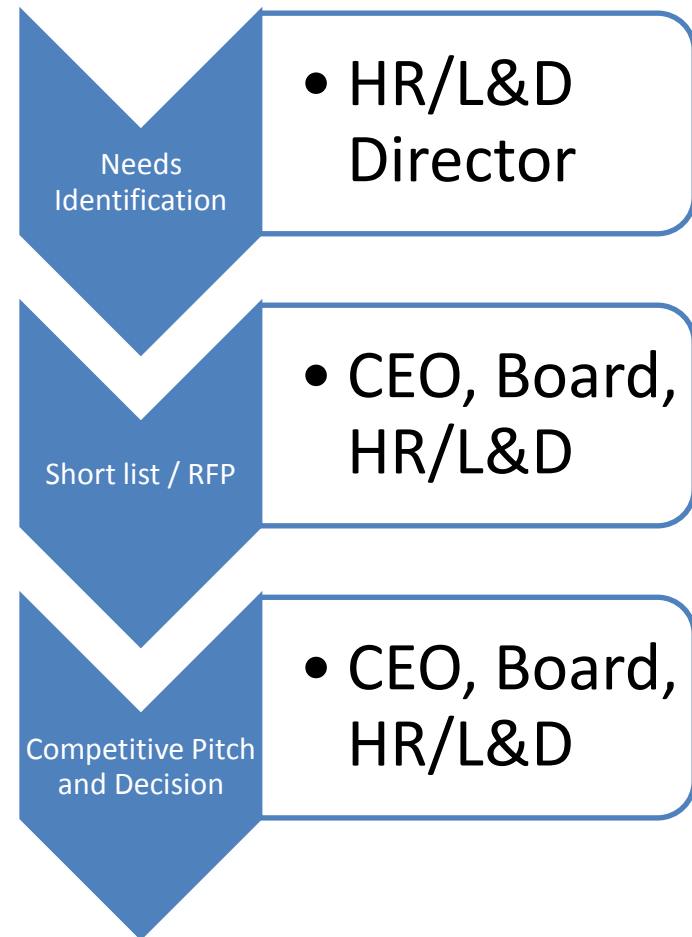 Needs
Identification
• HR/L&D
Director
Short list / RFP
• CEO, Board,
HR/L&D
Competitive Pitch
and Decision
• CEO, Board,
HR/L&D